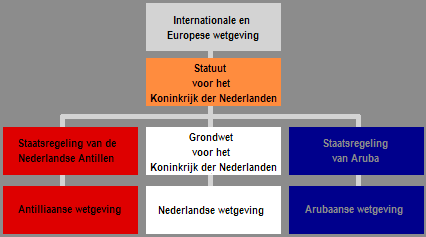 Internationale en
Europese wetgeving
Statuut
voor het
Koninkrijk der Nederlanden
Staatsregeling van de
Nederlandse Antillen
Grondwet
voor het
Koninkrijk der Nederlanden
Staatsregeling
van Aruba
Antilliaanse wetgeving
Nederlandse wetgeving
Arubaanse wetgeving